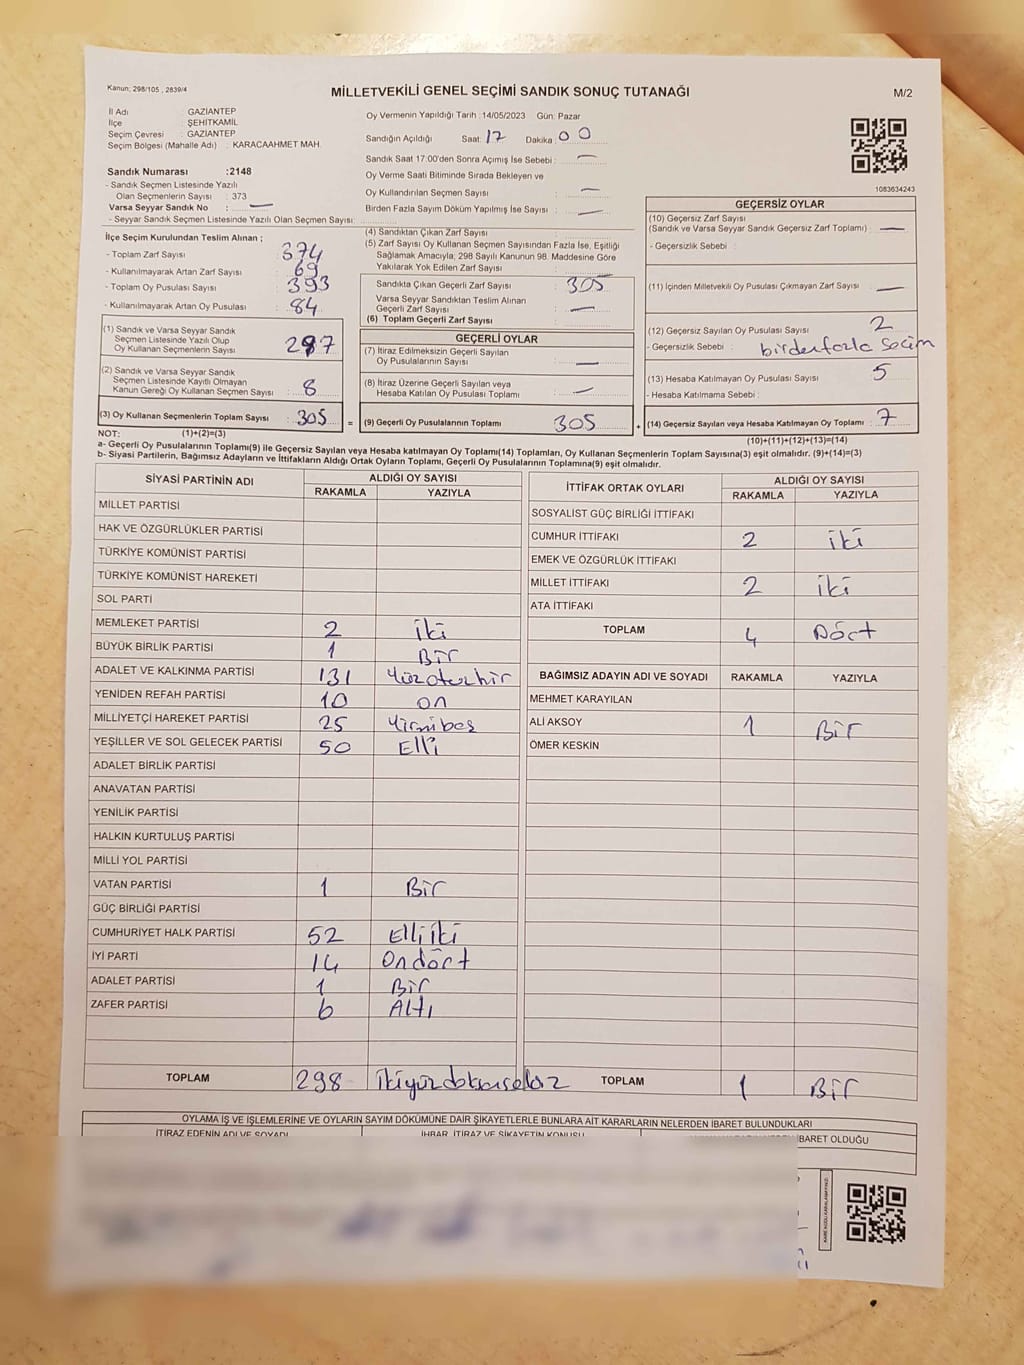 Kanun; 298/105 , 2839/4
MİLLETVEKİLİ GENEL SEÇİMİ SANDIK SONUÇ TUTANAĞI
M/2
İl Adı : GAZİANTEP
İlçe : ŞEHİTKAMİL
Seçim Çevresi : GAZİANTEP
Seçim Bölgesi (Mahalle Adı) : KARACAAHMET MAH.
Sandık Numarası :2148
- Sandık Seçmen Listesinde Yazılı
Olan Seçmenlerin Sayısı : 373
Varsa Seyyar Sandık No : —
- Seyyar Sandık Seçmen Listesinde Yazılı Olan Seçmen Sayısı:
Oy Vermenin Yapıldığı Tarih :14/05/2023 Gün: Pazar
Sandığın Açıldığı Saat: 17 Dakika: 00
Sandık Saat 17:00'den Sonra Açımış İse Sebebi : —
Oy Verme Saati Bitiminde Sırada Bekleyen ve
Oy Kullandırılan Seçmen Sayısı : —
Birden Fazla Sayım Döküm Yapılmış İse Sayısı : —
1083634243
İlçe Seçim Kurulundan Teslim Alınan ;
- Toplam Zarf Sayısı : 374
- Kullanılmayarak Artan Zarf Sayısı : 69
- Toplam Oy Pusulası Sayısı : 393
- Kullanılmayarak Artan Oy Pusulası : 84
(1) Sandık ve Varsa Seyyar Sandık
Seçmen Listesinde Yazılı Olup
Oy Kullanan Seçmenlerin Sayısı : 297
(2) Sandık ve Varsa Seyyar Sandık
Seçmen Listesinde Kayıtlı Olmayan
Kanun Gereği Oy Kullanan Seçmen Sayısı : 8
(3) Oy Kullanan Seçmenlerin Toplam Sayısı : 305
(4) Sandıktan Çıkan Zarf Sayısı :
(5) Zarf Sayısı Oy Kullanan Seçmen Sayısından Fazla İse, Eşitliği
Sağlamak Amacıyla; 298 Sayılı Kanunun 98. Maddesine Göre
Yakılarak Yok Edilen Zarf Sayısı :
Sandıkta Çıkan Geçerli Zarf Sayısı : 305
Varsa Seyyar Sandıktan Teslim Alınan
Geçerli Zarf Sayısı : —
(6) Toplam Geçerli Zarf Sayısı :
GEÇERLİ OYLAR
(7) İtiraz Edilmeksizin Geçerli Sayılan
Oy Pusulalarının Sayısı : —
(8) İtiraz Üzerine Geçerli Sayılan veya
Hesaba Katılan Oy Pusulası Toplamı : —
= (9) Geçerli Oy Pusulalarının Toplamı : 305 +
GEÇERSİZ OYLAR
(10) Geçersiz Zarf Sayısı
(Sandık ve Varsa Seyyar Sandık Geçersiz Zarf Toplamı) : —
- Geçersizlik Sebebi :
(11) İçinden Milletvekili Oy Pusulası Çıkmayan Zarf Sayısı : —
(12) Geçersiz Sayılan Oy Pusulası Sayısı : 2
- Geçersizlik Sebebi : birdenfazla seçim
(13) Hesaba Katılmayan Oy Pusulası Sayısı : 5
- Hesaba Katılmama Sebebi :
(14) Geçersiz Sayılan veya Hesaba Katılmayan Oy Toplamı : 7
NOT: (1)+(2)=(3)
(10)+(11)+(12)+(13)=(14)
a- Geçerli Oy Pusulalarının Toplamı(9) ile Geçersiz Sayılan veya Hesaba katılmayan Oy Toplamı(14) Toplamları, Oy Kullanan Seçmenlerin Toplam Sayısına(3) eşit olmalıdır. (9)+(14)=(3)
b- Siyasi Partilerin, Bağımsız Adayların ve İttifakların Aldığı Ortak Oyların Toplamı, Geçerli Oy Pusulalarının Toplamına(9) eşit olmalıdır.
SİYASİ PARTİNİN ADI ALDIĞI OY SAYISI
RAKAMLA YAZIYLA
MİLLET PARTİSİ
HAK VE ÖZGÜRLÜKLER PARTİSİ
TÜRKİYE KOMÜNİST PARTİSİ
TÜRKİYE KOMÜNİST HAREKETİ
SOL PARTİ
MEMLEKET PARTİSİ 2 iki
BÜYÜK BİRLİK PARTİSİ 1 Bir
ADALET VE KALKINMA PARTİSİ 131 Yüzotuzbir
YENİDEN REFAH PARTİSİ 10 on
MİLLİYETÇİ HAREKET PARTİSİ 25 Yirmibeş
YEŞİLLER VE SOL GELECEK PARTİSİ 50 Elli
ADALET BİRLİK PARTİSİ
ANAVATAN PARTİSİ
YENİLİK PARTİSİ
HALKIN KURTULUŞ PARTİSİ
MİLLİ YOL PARTİSİ
VATAN PARTİSİ 1 Bir
GÜÇ BİRLİĞİ PARTİSİ
CUMHURİYET HALK PARTİSİ 52 Elliiki
İYİ PARTİ 14 Ondört
ADALET PARTİSİ 1 Bir
ZAFER PARTİSİ 6 Altı
TOPLAM 298
İTTİFAK ORTAK OYLARI ALDIĞI OY SAYISI
RAKAMLA YAZIYLA
SOSYALİST GÜÇ BİRLİĞİ İTTİFAKI
CUMHUR İTTİFAKI 2 iki
EMEK VE ÖZGÜRLÜK İTTİFAKI
MİLLET İTTİFAKI 2 iki
ATA İTTİFAKI
TOPLAM 4 Dört
BAĞIMSIZ ADAYIN ADI VE SOYADI RAKAMLA YAZIYLA
MEHMET KARAYILAN
ALİ AKSOY 1 Bir
ÖMER KESKİN
TOPLAM 1 Bir
OYLAMA İŞ VE İŞLEMLERİNE VE OYLARIN SAYIM DÖKÜMÜNE DAİR ŞİKAYETLERLE BUNLARA AİT KARARLARIN NELERDEN İBARET BULUNDUKLARI
İTİRAZ EDENİN ADI VE SOYADI İHBAR, İTİRAZ VE ŞİKAYETİN KONUSU İBARET OLDUĞU